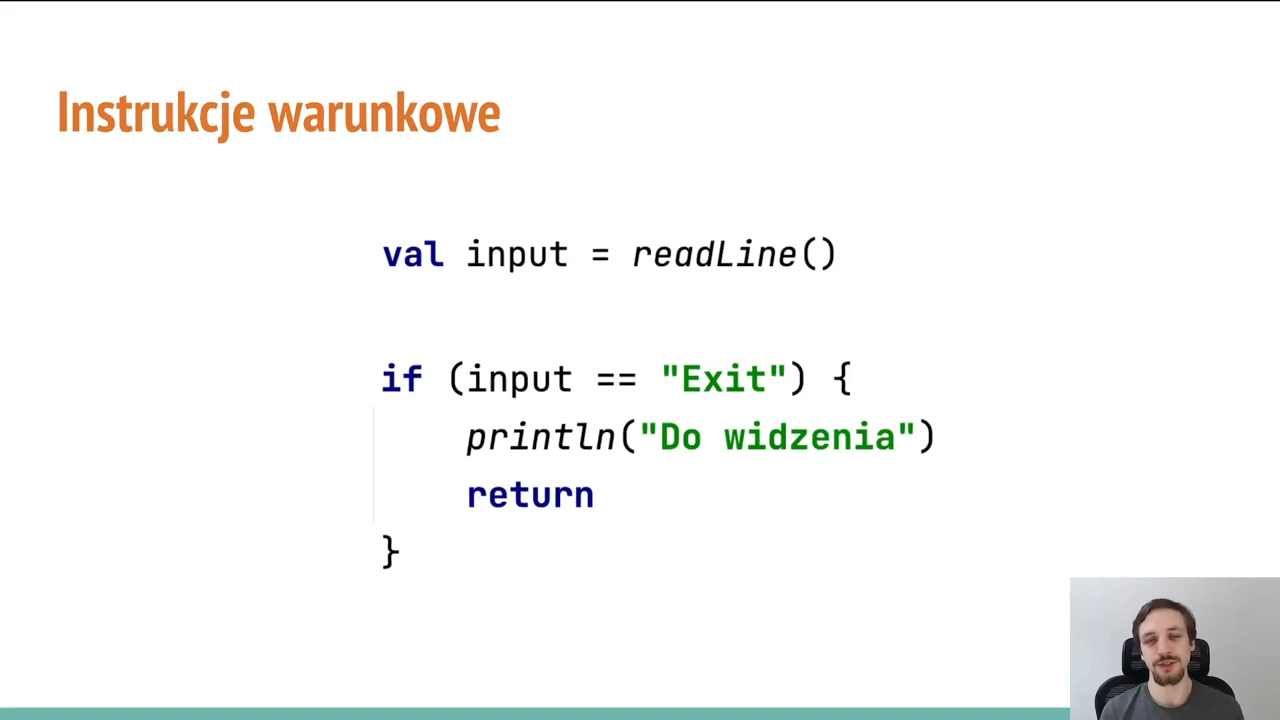 Instrukcje warunkowe
val input = readLine()
if (input == "Exit") {
println("Do widzenia")
return
}